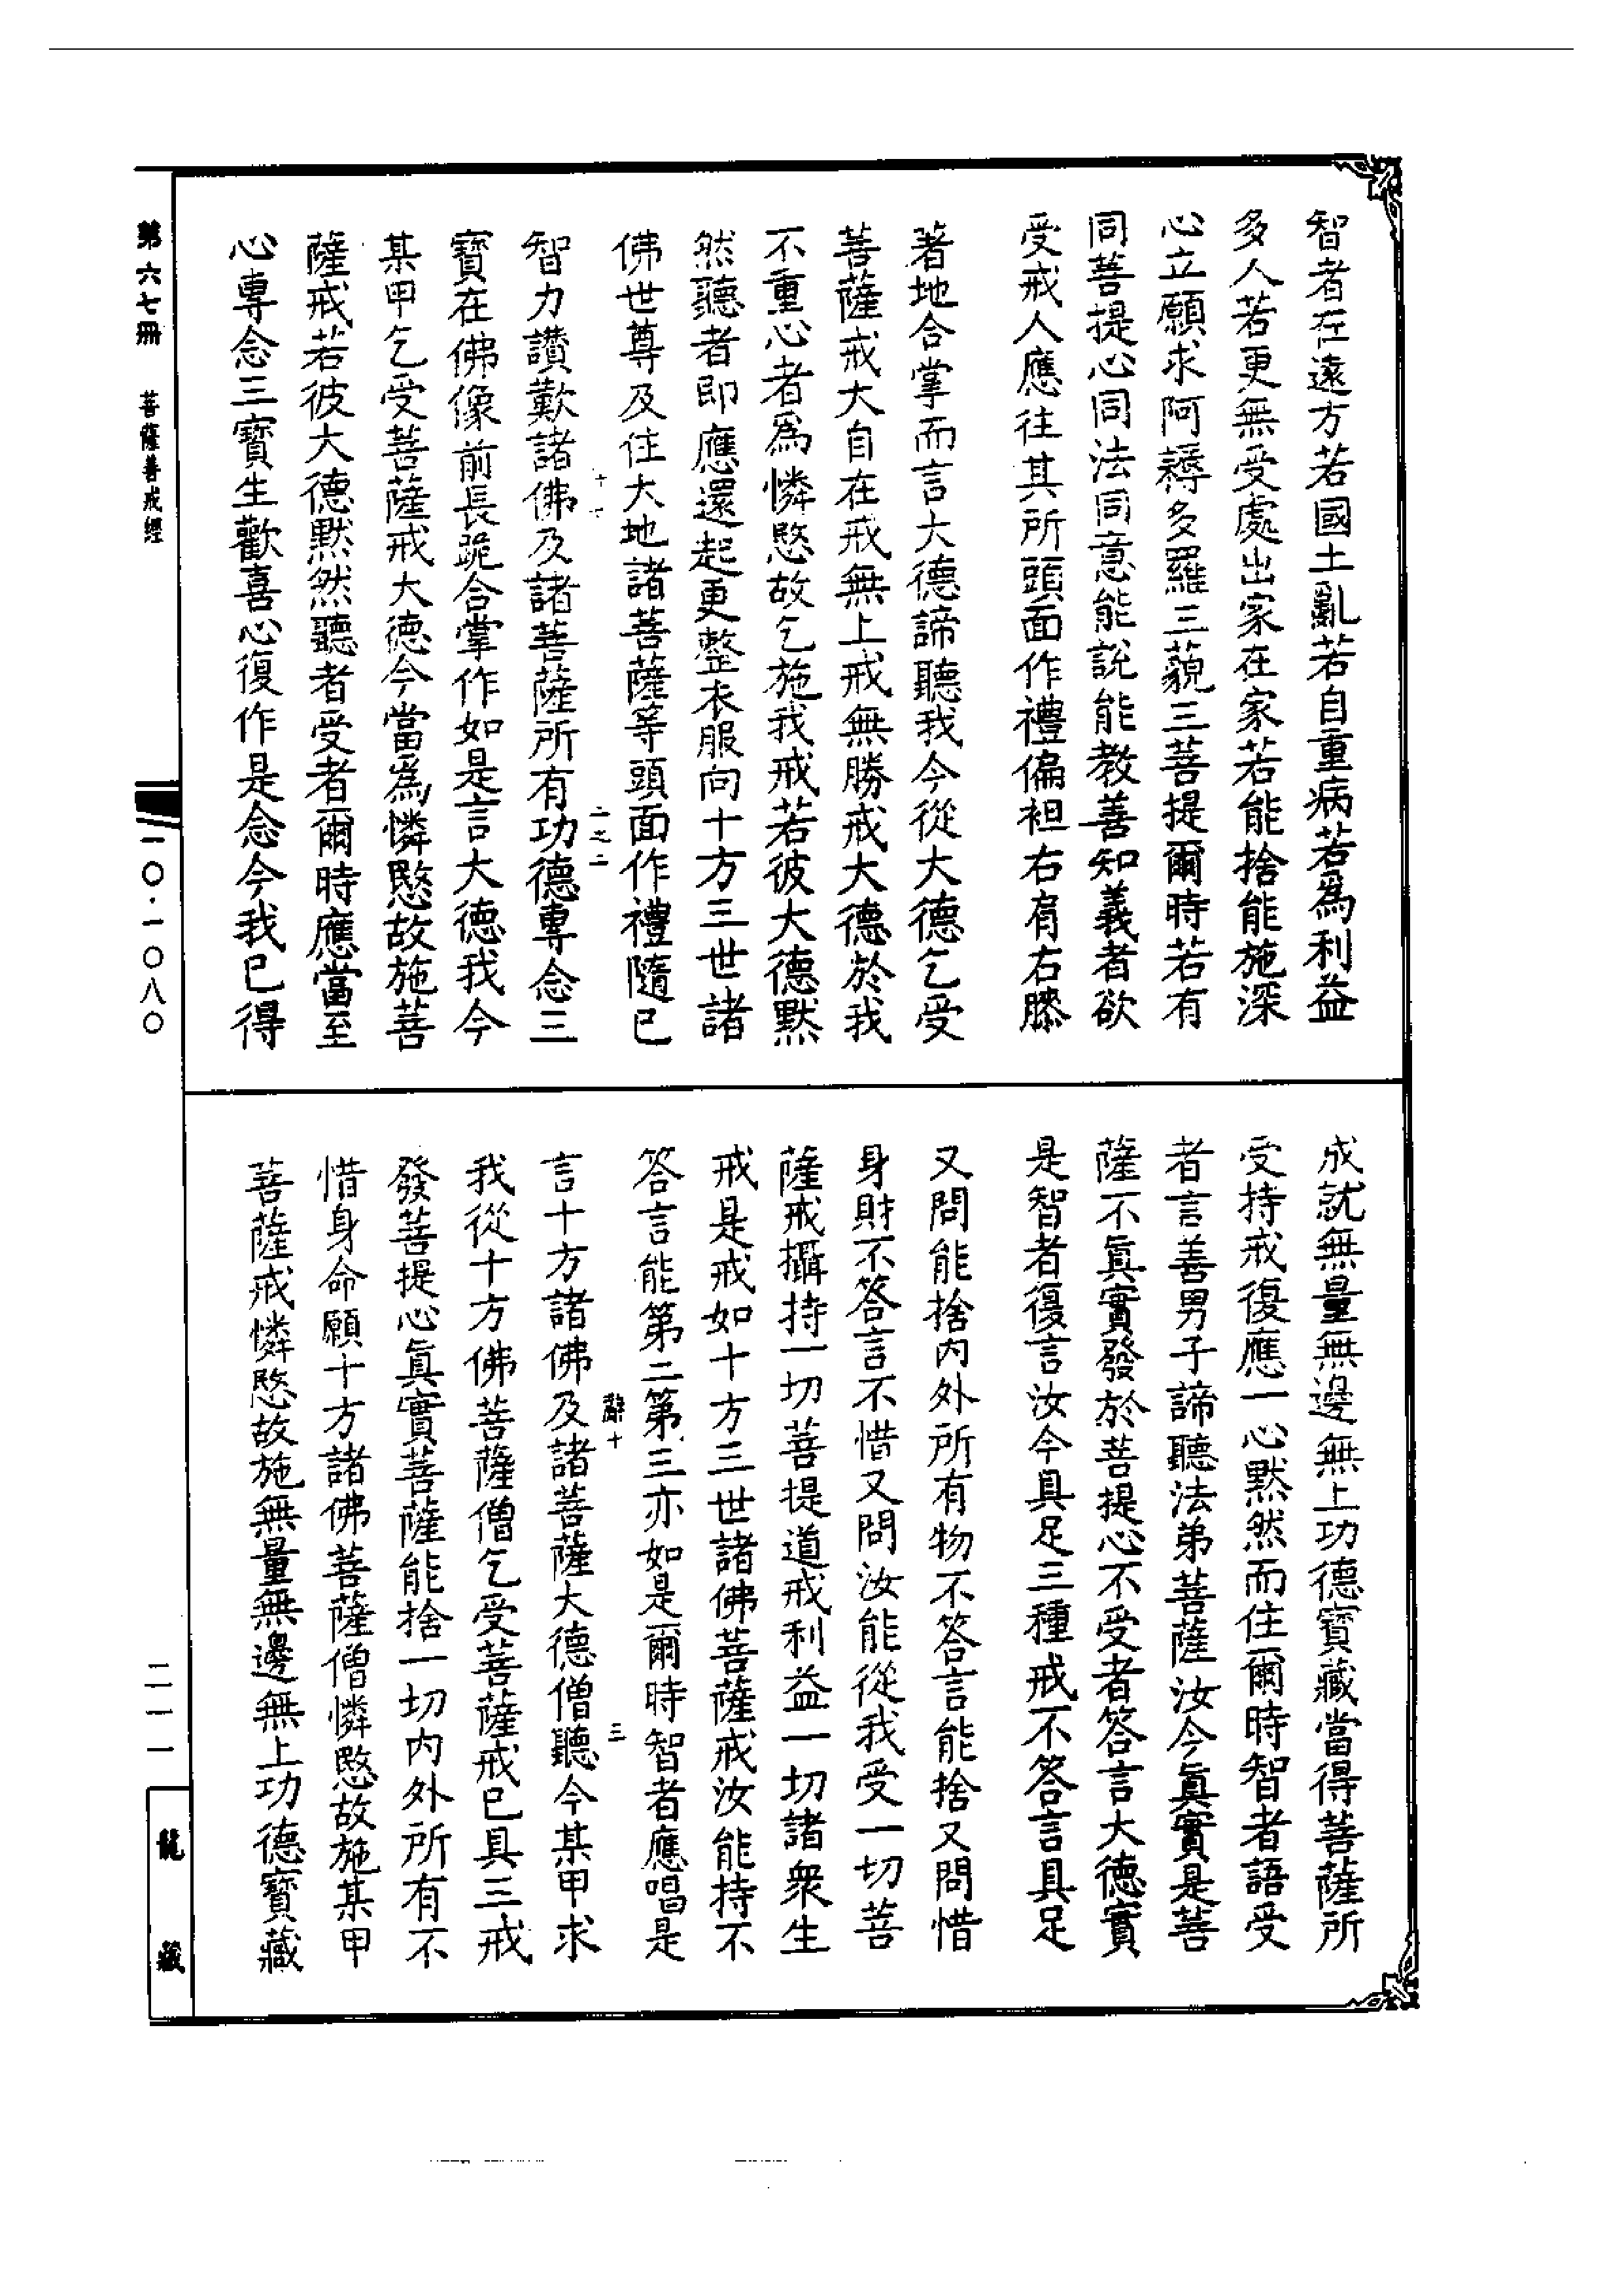 智者在遠方若國土亂若自重病若爲利益
多人若更無受處出家在家若能捨能施深
心立願求阿耨多羅三藐三菩提爾時若有
同菩提心同法同意能說能教善知義者欲
受戒人應往其所頭面作禮偏袒右肩右膝
著地合掌而言大德諦聽我今從大德乞受
菩薩戒大自在戒無上戒無勝戒大德於我
不重心者爲憐愍故乞施我戒若彼大德默
然聽者即應還起更整衣服向十方三世諸
佛世尊及住大地諸菩薩等頭面作禮隨已
二之二
智力讚歎諸佛及諸菩薩所有功德專念三
寶在佛像前長跪合掌作如是言大德我今
某甲乞受菩薩戒大德今當爲憐愍故施菩
薩戒若彼大德默然聽者受者爾時應當至
心專念三寶生歡喜心復作是念今我已得
成就無量無邊無上功德寶藏當得菩薩所
受持戒復應一心默然而住爾時智者語受
者言善男子諦聽法弟菩薩汝今眞實是菩
薩不眞實發於菩提心不受者答言大德實
是智者復言汝今具足三種戒不答言具足
又問能捨內外所有物不答言能捨又問惜
身財不答言不惜又問汝能從我受一切菩
薩戒攝持一切菩提道戒利益一切諸衆生
戒是戒如十方三世諸佛菩薩戒汝能持不
答言能第二第三亦如是爾時智者應唱是
辭十 三
言十方諸佛及諸菩薩大德僧聽今某甲求
我從十方佛菩薩僧乞受菩薩戒已具三戒
發菩提心眞實菩薩能捨一切內外所有不
惜身命願十方諸佛菩薩僧憐愍故施某甲
菩薩戒憐愍故施無量無邊無上功德寶藏
第六七冊 菩薩善戒經 一〇·一〇八〇
二一一 龍藏